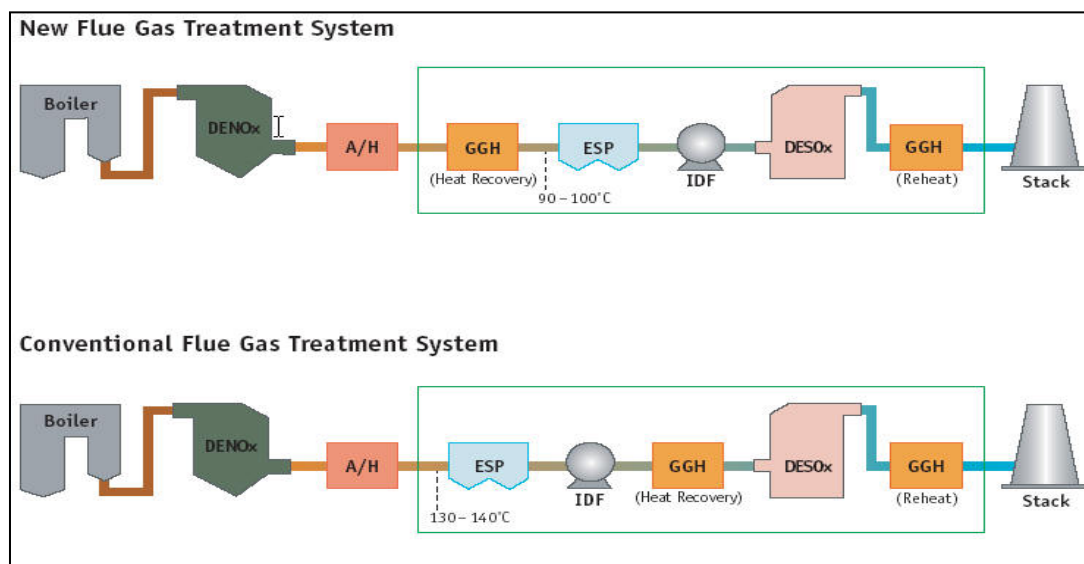 New Flue Gas Treatment System
Boiler
DENOx
A/H
GGH
(Heat Recovery)
90 – 100°C
ESP
IDF
DESOx
GGH
(Reheat)
Stack
Conventional Flue Gas Treatment System
Boiler
DENOx
A/H
130 – 140°C
ESP
IDF
GGH
(Heat Recovery)
DESOx
GGH
(Reheat)
Stack